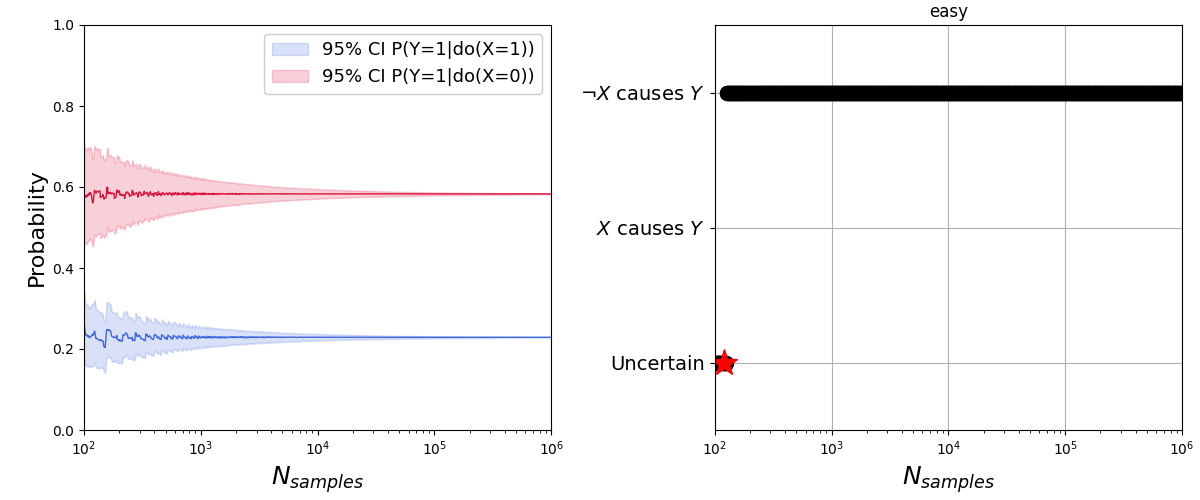 1.0
0.8
0.6
0.4
0.2
0.0
Probability
95% CI P(Y=1|do(X=1))
95% CI P(Y=1|do(X=0))
10²
10³
10⁴
10⁵
10⁶
N_samples
easy
¬X causes Y
X causes Y
Uncertain
10²
10³
10⁴
10⁵
10⁶
N_samples